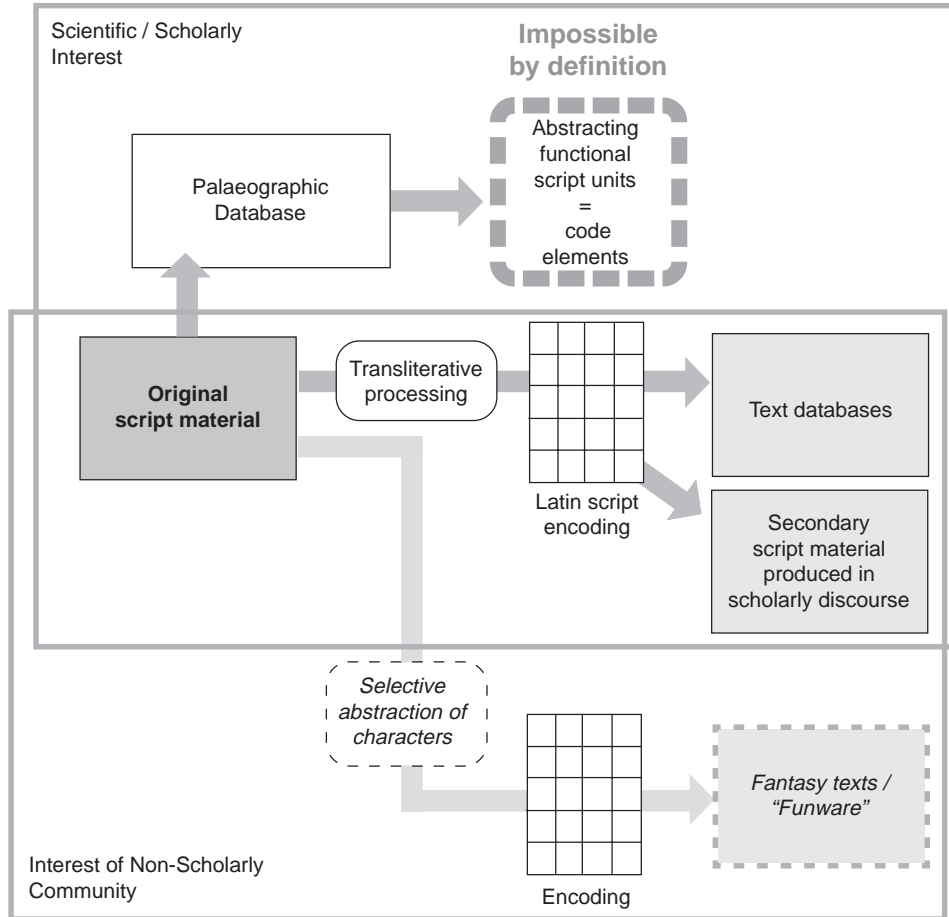 Scientific / Scholarly
Interest
Impossible
by definition
Abstracting
functional
script units
=
code
elements
Palaeographic
Database
Original
script material
Transliterative
processing
Latin script
encoding
Text databases
Secondary
script material
produced in
scholarly discourse
Selective
abstraction of
characters
Encoding
Fantasy texts /
“Funware”
Interest of Non-Scholarly
Community